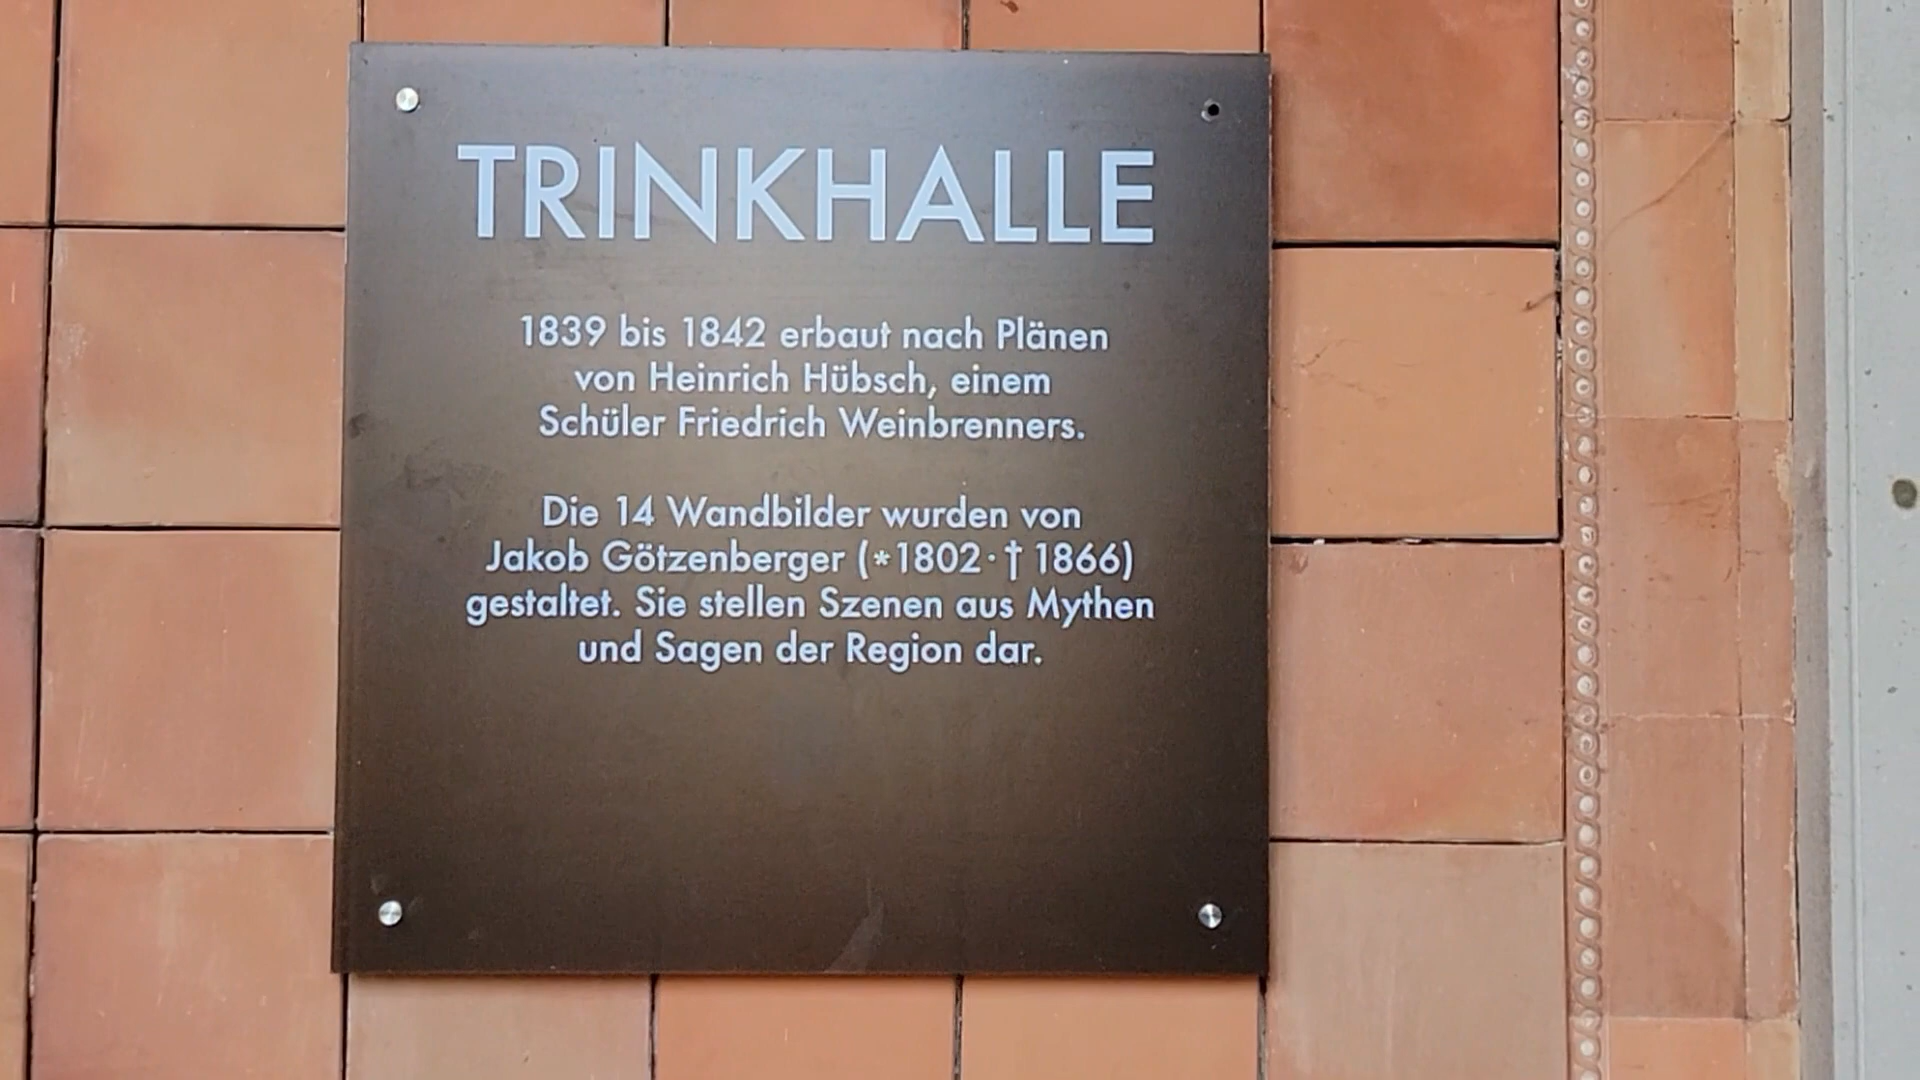 TRINKHALLE
1839 bis 1842 erbaut nach Plänen
von Heinrich Hübsch, einem
Schüler Friedrich Weinbrenners.
Die 14 Wandbilder wurden von
Jakob Götzenberger (*1802·† 1866)
gestaltet. Sie stellen Szenen aus Mythen
und Sagen der Region dar.